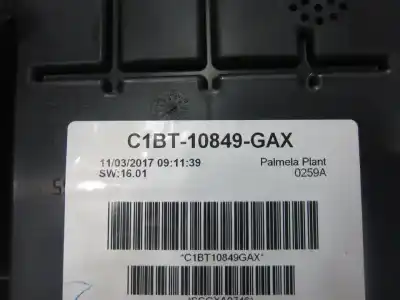 C1BT-10849-GAX
11/03/2017 09:11:39 Palmela Plant
SW:16.01 0259A
*C1BT10849GAX*